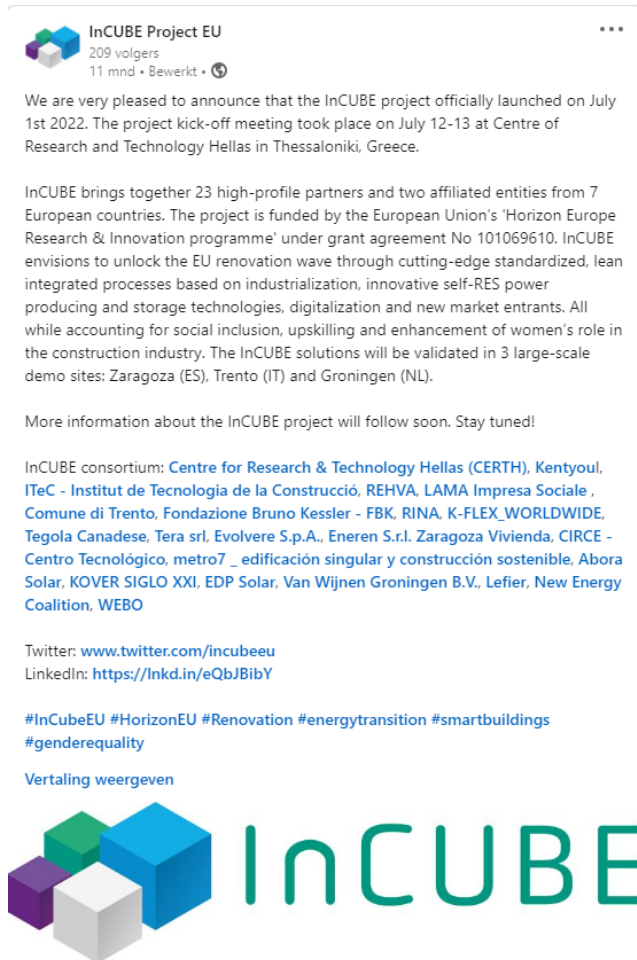 InCUBE Project EU
209 volgers
11 mnd • Bewerkt •
We are very pleased to announce that the InCUBE project officially launched on July
1st 2022. The project kick-off meeting took place on July 12-13 at Centre of
Research and Technology Hellas in Thessaloniki, Greece.
InCUBE brings together 23 high-profile partners and two affiliated entities from 7
European countries. The project is funded by the European Union's 'Horizon Europe
Research & Innovation programme' under grant agreement No 101069610. InCUBE
envisions to unlock the EU renovation wave through cutting-edge standardized, lean
integrated processes based on industrialization, innovative self-RES power
producing and storage technologies, digitalization and new market entrants. All
while accounting for social inclusion, upskilling and enhancement of women's role in
the construction industry. The InCUBE solutions will be validated in 3 large-scale
demo sites: Zaragoza (ES), Trento (IT) and Groningen (NL).
More information about the InCUBE project will follow soon. Stay tuned!
InCUBE consortium: Centre for Research & Technology Hellas (CERTH), Kentyoul,
ITeC - Institut de Tecnologia de la Construcció, REHVA, LAMA Impresa Sociale ,
Comune di Trento, Fondazione Bruno Kessler - FBK, RINA, K-FLEX_WORLDWIDE,
Tegola Canadese, Tera srl, Evolvere S.p.A., Eneren S.r.l. Zaragoza Vivienda, CIRCE -
Centro Tecnológico, metro7 _ edificación singular y construcción sostenible, Abora
Solar, KOVER SIGLO XXI, EDP Solar, Van Wijnen Groningen B.V., Lefier, New Energy
Coalition, WEBO
Twitter: www.twitter.com/incubeeu
LinkedIn: https://lnkd.in/eQbJBibY
#InCubeEU #HorizonEU #Renovation #energytransition #smartbuildings
#genderequality
Vertaling weergeven
InCUBE